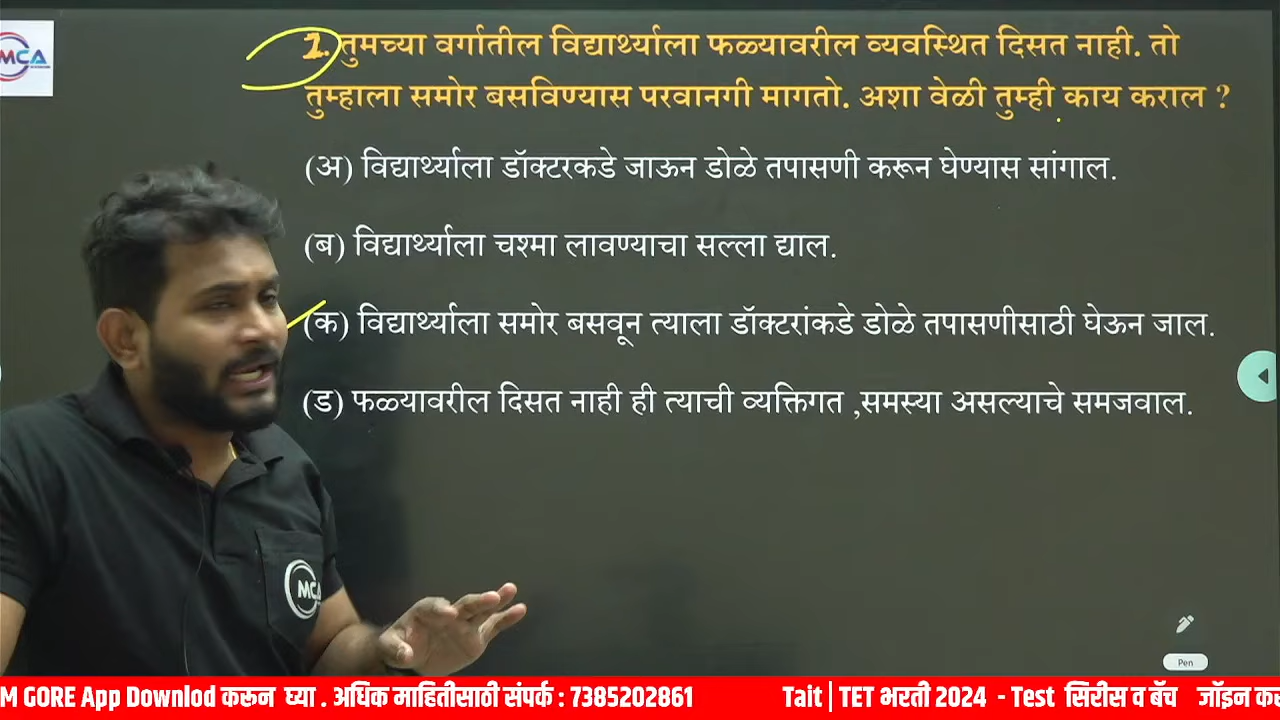 MCA
1. तुमच्या वर्गातील विद्यार्थ्याला फळ्यावरील व्यवस्थित दिसत नाही. तो
तुम्हाला समोर बसविण्यास परवानगी मागतो. अशा वेळी तुम्ही काय कराल ?
(अ) विद्यार्थ्याला डॉक्टरकडे जाऊन डोळे तपासणी करून घेण्यास सांगाल.
(ब) विद्यार्थ्याला चश्मा लावण्याचा सल्ला द्याल.
(क) विद्यार्थ्याला समोर बसवून त्याला डॉक्टरांकडे डोळे तपासणीसाठी घेऊन जाल.
(ड) फळ्यावरील दिसत नाही ही त्याची व्यक्तिगत ,समस्या असल्याचे समजवाल.
MCA
Pen
M GORE App Downlod करून घ्या . अधिक माहितीसाठी संपर्क : 7385202861 Tait | TET भरती 2024 - Test सिरीस व बॅच जॉइन कर